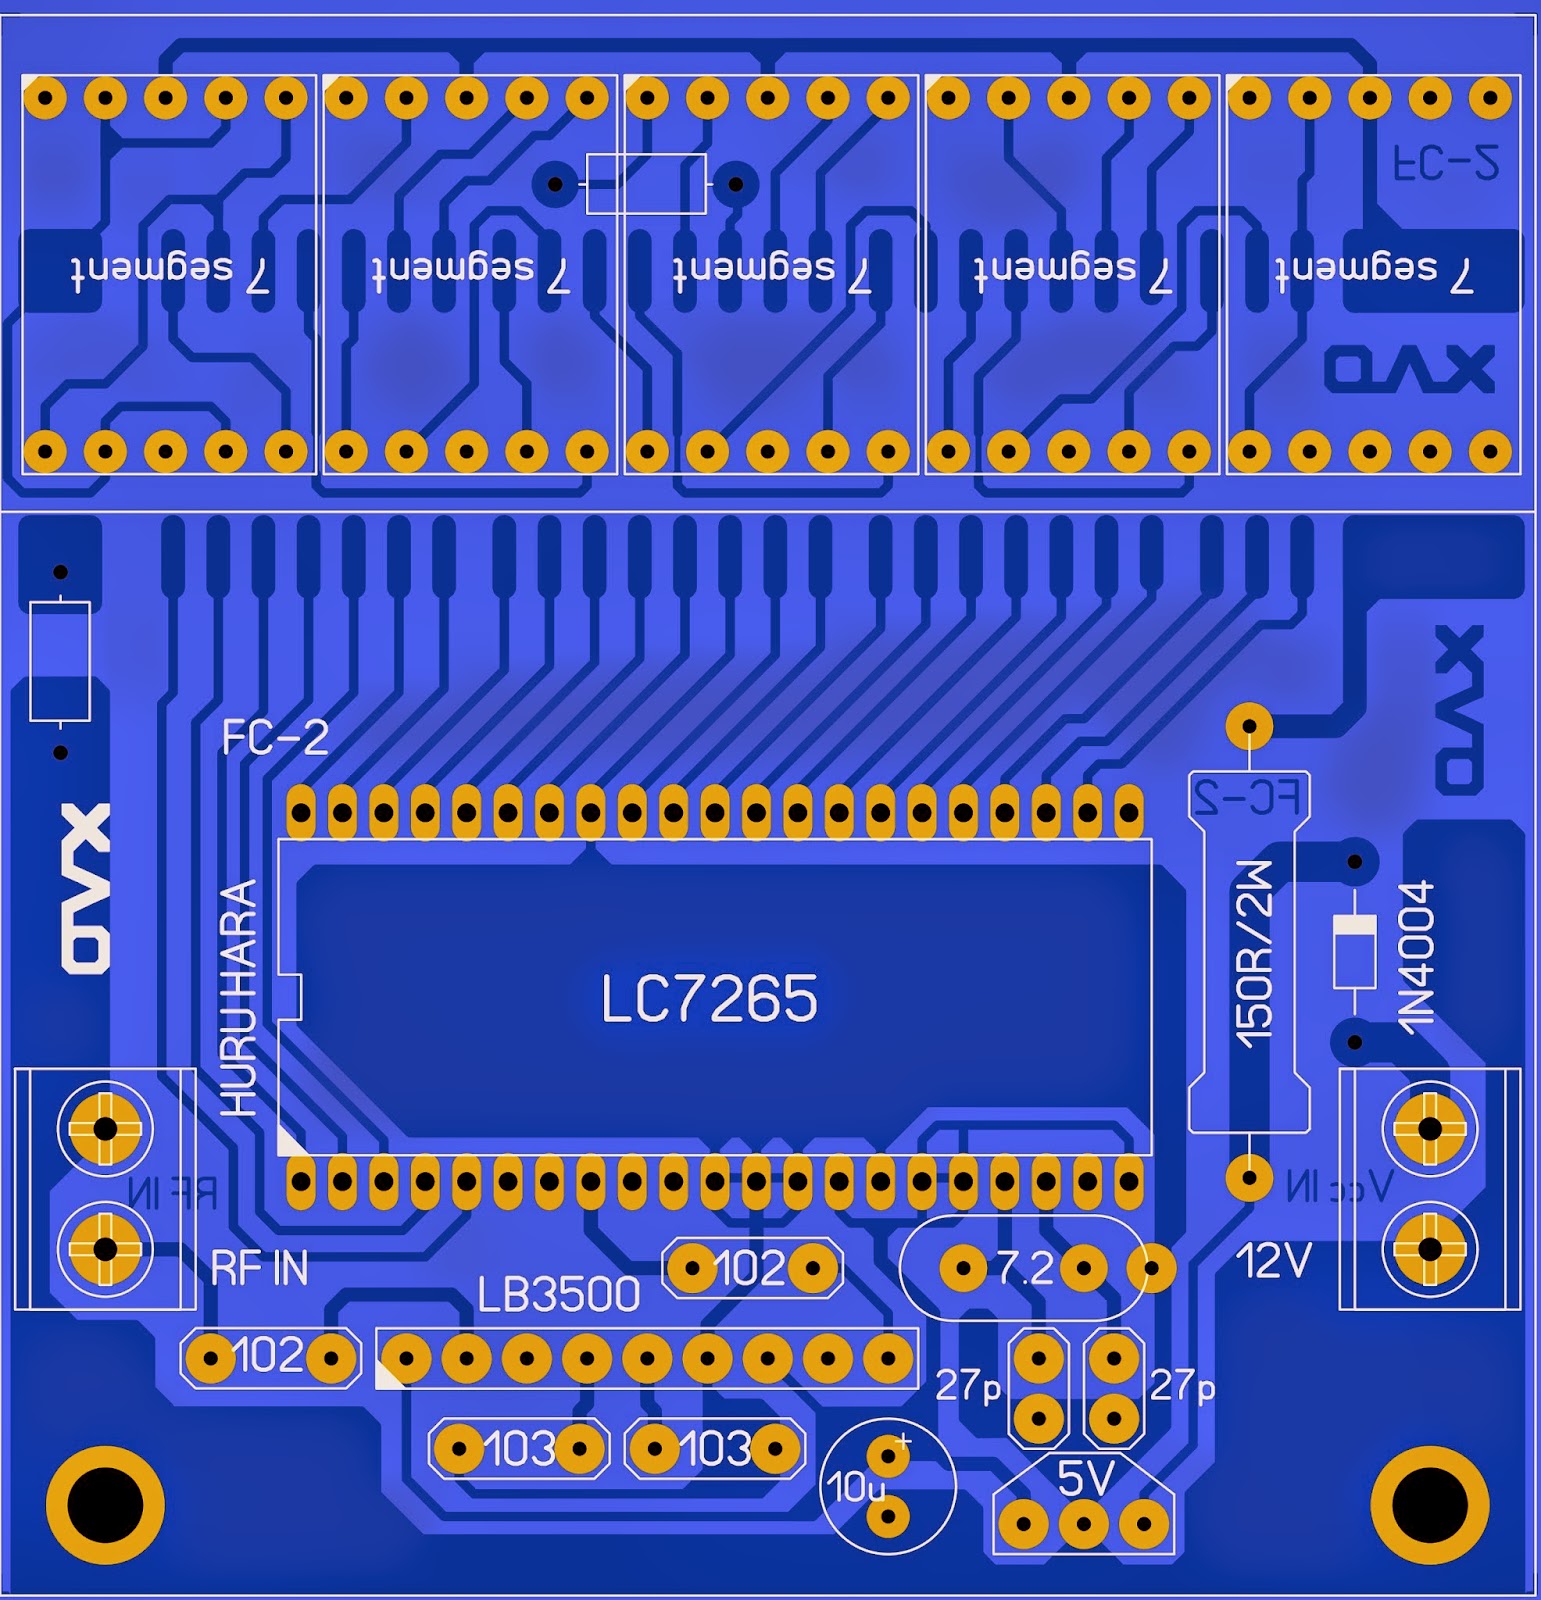 FC-2
7 segment
7 segment
7 segment
7 segment
7 segment
OVX
FC-2
OVX
FC-2
OVX
HURUHARA
LC7265
150R/2W
1N4004
RF IN
Vcc IN
RF IN
LB3500
102
7.2
12V
102
27p
27p
103
103
+
10u
5V